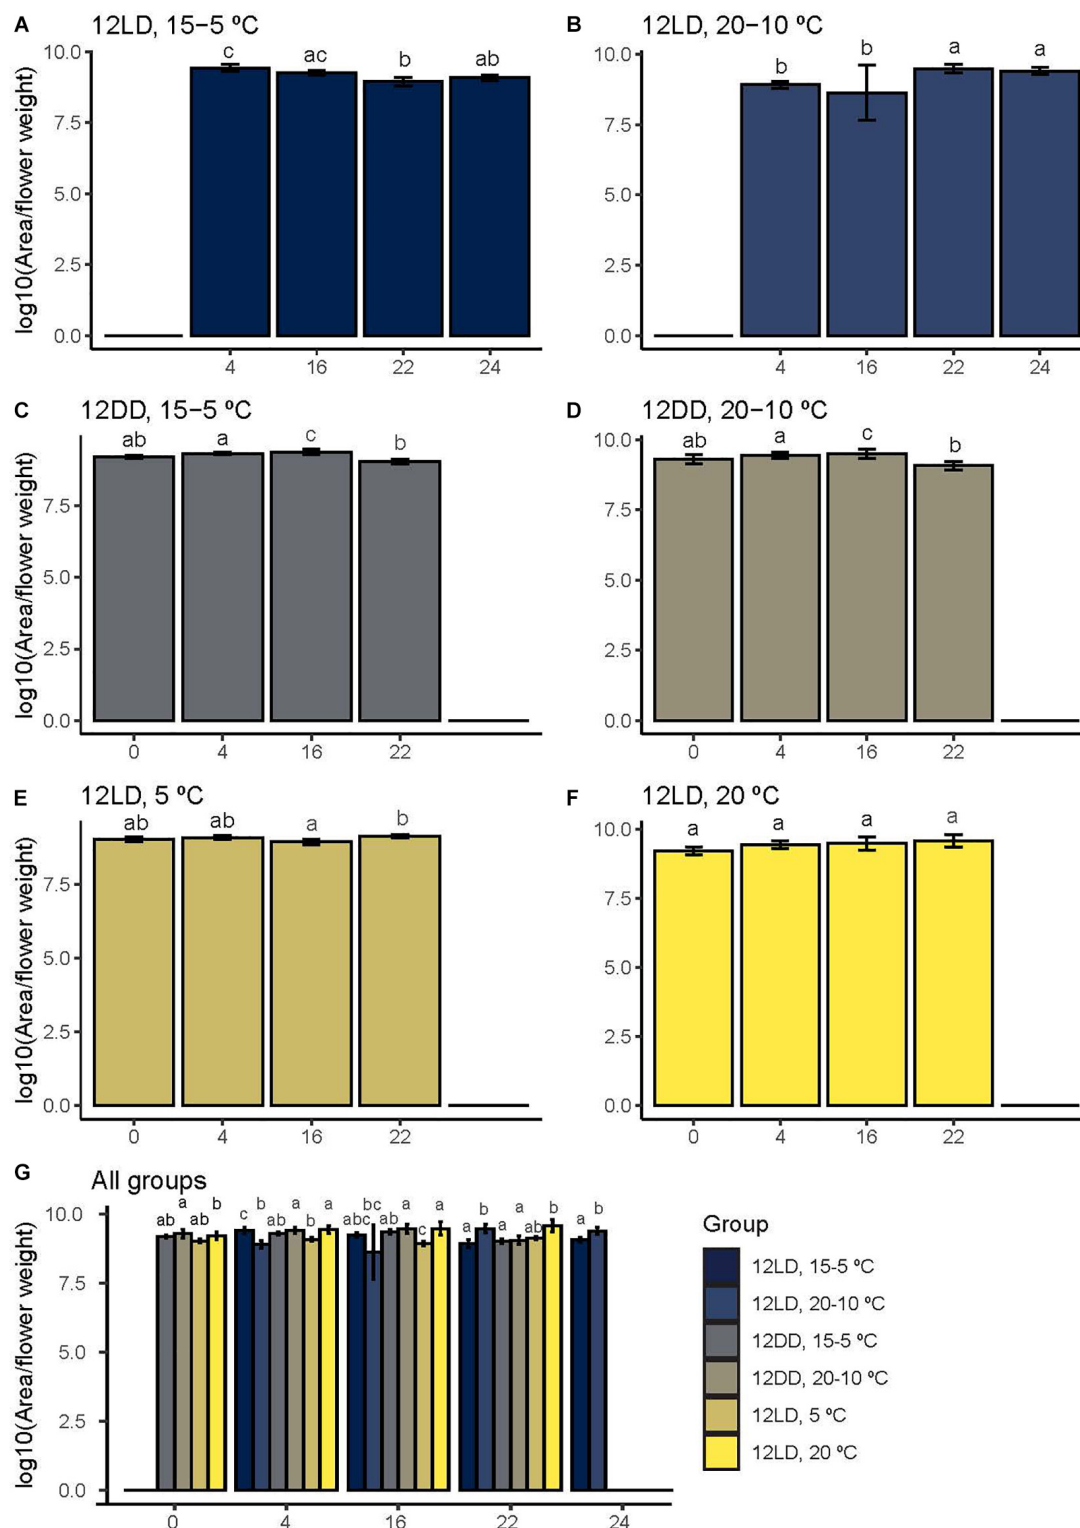 A 12LD, 15−5 ºC
log10(Area/flower weight)
10.0
7.5
5.0
2.5
0.0
c ac b ab
4 16 22 24
B 12LD, 20−10 ºC
10.0
7.5
5.0
2.5
0.0
b b a a
4 16 22 24
C 12DD, 15−5 ºC
log10(Area/flower weight)
7.5
5.0
2.5
0.0
ab a c b
0 4 16 22
D 12DD, 20−10 ºC
10.0
7.5
5.0
2.5
0.0
ab a c b
0 4 16 22
E 12LD, 5 ºC
log10(Area/flower weight)
7.5
5.0
2.5
0.0
ab ab a b
0 4 16 22
F 12LD, 20 ºC
10.0
7.5
5.0
2.5
0.0
a a a a
0 4 16 22
G All groups
log10(Area/flower weight)
10.0
7.5
5.0
2.5
0.0
ab a ab b c b ab a b a abc bc ab a c a a b a a ab b a b
0 4 16 22 24
Group
12LD, 15-5 ºC
12LD, 20-10 ºC
12DD, 15-5 ºC
12DD, 20-10 ºC
12LD, 5 ºC
12LD, 20 ºC